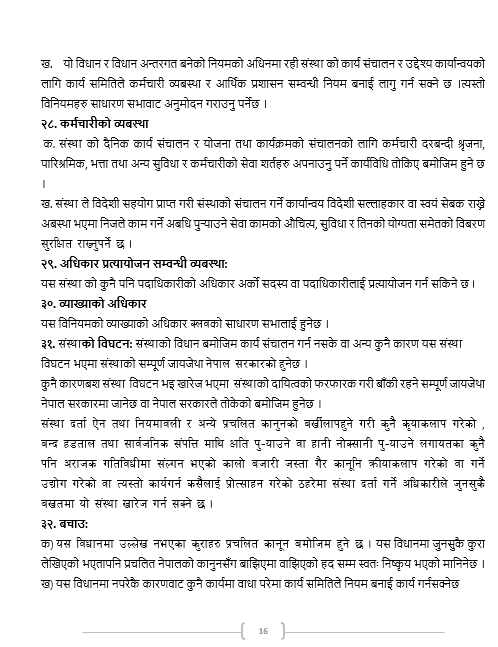 ख. यो विधान र विधान अन्तरगत बनेको नियमको अधिनमा रही संस्था को कार्य संचालन र उद्देश्य कार्यान्वयको
लागि कार्य समितिले कर्मचारी व्यबस्था र आर्थिक प्रशासन सम्वन्धी नियम बनाई लागु गर्न सक्ने छ ।त्यस्तो
विनियमहरु साधारण सभावाट अनुमोदन गराउनु पर्नेछ ।
२८. कर्मचारीको व्यबस्था
क. संस्था को दैनिक कार्य संचालन र योजना तथा कार्यक्रमको संचालनको लागि कर्मचारी दरबन्दी श्रृजना,
पारिश्रमिक, भत्ता तथा अन्य सुविधा र कर्मचारीको सेवा शर्तहरु अपनाउनु पर्ने कार्यविधि तोकिए बमोजिम हुने छ
।
ख. संस्था ले विदेशी सहयोग प्राप्त गरी संस्थाको संचालन गर्ने कार्यान्वय विदेशी सल्लाहकार वा स्वयं सेबक राख्ने
अबस्था भएमा निजले काम गर्ने अबधि पुऱ्याउने सेवा कामको औचित्य, सुविधा र तिनको योग्यता समेतको विबरण
सुरक्षित राख्नुपर्ने छ ।
२९. अधिकार प्रत्यायोजन सम्वन्धी व्यबस्था:
यस संस्था को कुनै पनि पदाधिकारीको अधिकार अर्को सदस्य वा पदाधिकारीलाई प्रत्यायोजन गर्न सकिने छ ।
३०. व्याख्याको अधिकार
यस विनियमको व्याख्याको अधिकार क्लवको साधारण सभालाई हुनेछ ।
३१. संस्थाको विघटन: संस्थाको विधान बमोजिम कार्य संचालन गर्न नसके वा अन्य कुनै कारण यस संस्था
विघटन भएमा संस्थाको सम्पूर्ण जायजेथा नेपाल सरकारको हुनेछ ।
कुनै कारणबश संस्था विघटन भइ खारेज भएमा संस्थाको दायित्वको फरफारक गरी बाँकी रहने सम्पूर्ण जायजेथा
नेपाल सरकारमा जानेछ वा नेपाल सरकारले तोकेको बमोजिम हुनेछ ।
संस्था दर्ता ऐन तथा नियमावली र अन्ये प्रचलित कानुनको बर्खीलापहुने गरी कुनै कृयाकलाप गरेको ,
बन्द हडताल तथा सार्वजनिक संपत्ति माथि क्षति पु-याउने वा हानी नोक्सानी पु-याउने लगायतका कुनै
पनि अराजक गतिविधीमा संल्गन भएको कालो बजारी जस्ता गैर कानूनि क्रीयाकलाप गरेको वा गर्ने
उद्योग गरेको वा त्यस्तो कार्यगर्न कसैलाई प्रोत्साहन गरेको ठहरेमा संस्था दर्ता गर्ने अधिकारीले जुनसुकै
बखतमा यो संस्था खारेज गर्न सक्ने छ ।
३२. बचाउ:
क) यस विधानमा उल्लेख नभएका कुराहरु प्रचलित कानून बमोजिम हुने छ । यस विधानमा जुनसुकै कुरा
लेखिएको भएतापनि प्रचलित नेपालको कानुनसँग बाझिएमा वाझिएको हद सम्म स्वतः निष्कृय भएको मानिनेछ ।
ख) यस विधानमा नपरेकै कारणवाट कुनै कार्यमा वाधा परेमा कार्य समितिले नियम बनाई कार्य गर्नसक्नेछ
16